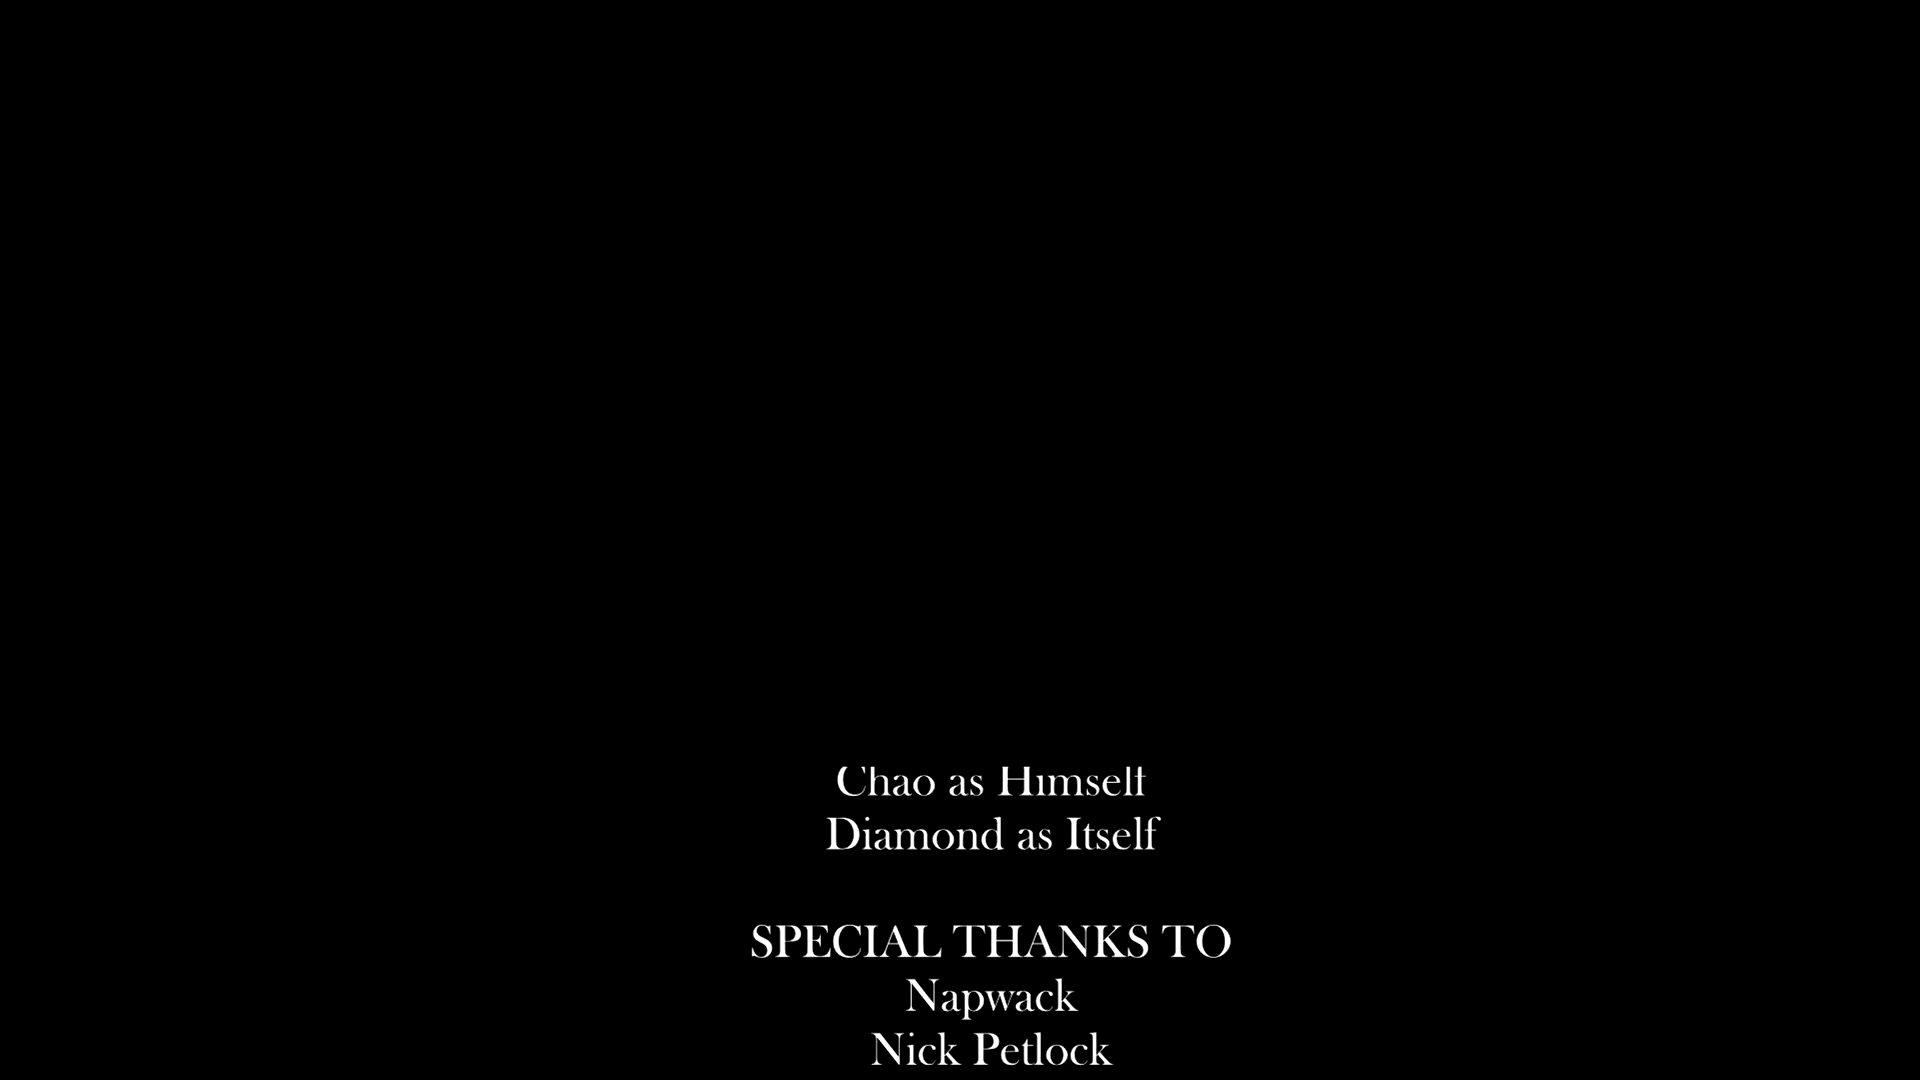 Chao as Himself
Diamond as Itself
SPECIAL THANKS TO
Napwack
Nick Petlock